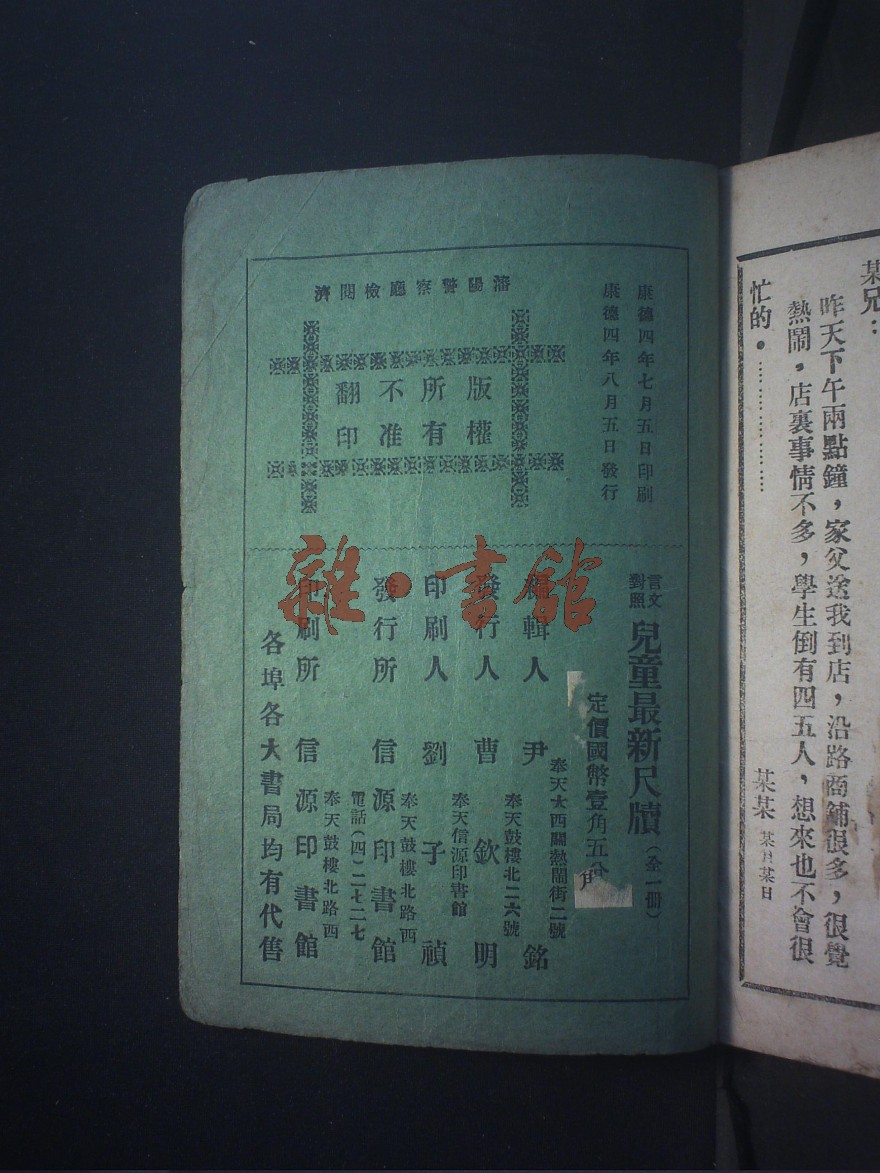 某兄：
昨天下午兩點鐘，家父送我到店，沿路商鋪很多，很覺
熱鬧，店裏事情不多，學生倒有四五人，想來也不會很
忙的。…………………
某某 某月某日
康德四年七月五日印刷
康德四年八月五日發行
版權
所有
不准
翻印
瀋陽警察廳檢閱濟
言文
對照
兒童最新尺牘（全一冊）
定價國幣壹角五分
角
奉天大西關熱鬧街二號
編輯人 尹銘
奉天鼓樓北二六號
發行人 曹欽明
奉天信源印書館
印刷人 劉子禎
奉天鼓樓北路西
發行所 信源印書館
電話（四）二七二七
奉天鼓樓北路西
印刷所 信源印書館
各埠各大書局均有代售
雜·書館